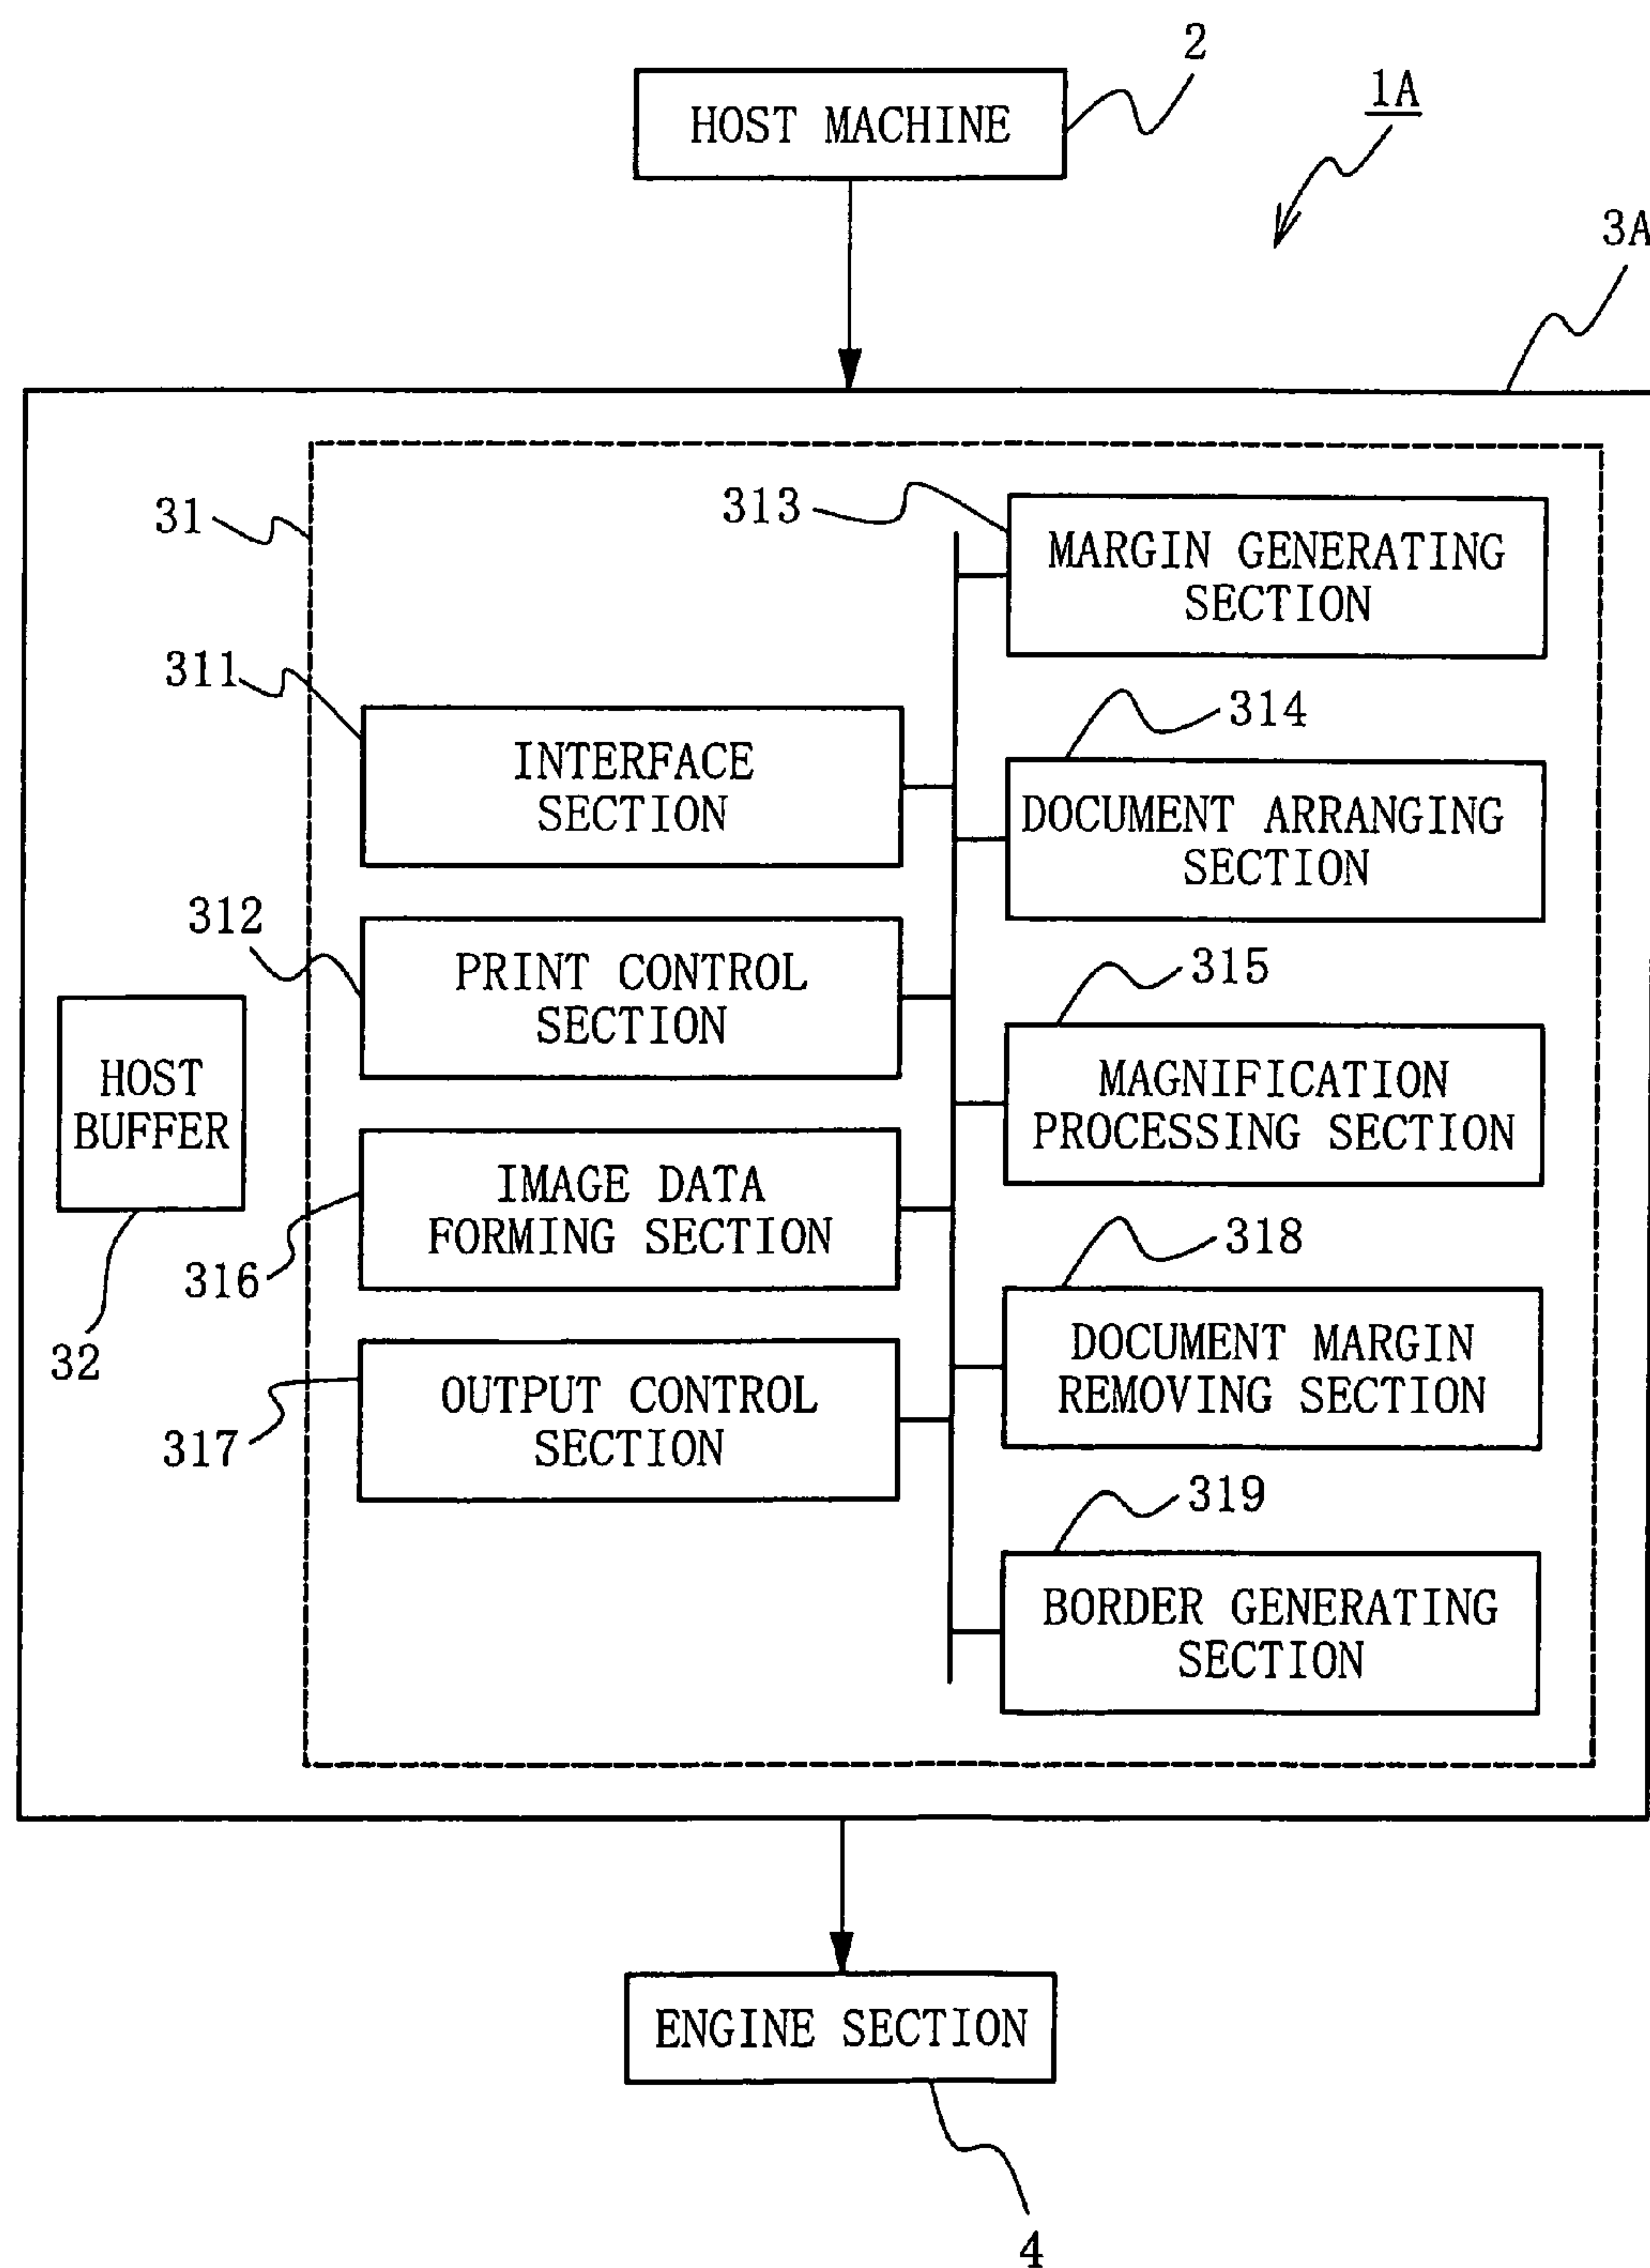 2
HOST MACHINE
1A
3A
31
313
MARGIN GENERATING
SECTION
311
INTERFACE
SECTION
314
DOCUMENT ARRANGING
SECTION
312
PRINT CONTROL
SECTION
315
MAGNIFICATION
PROCESSING SECTION
HOST
BUFFER
32
IMAGE DATA
FORMING SECTION
316
318
DOCUMENT MARGIN
REMOVING SECTION
OUTPUT CONTROL
SECTION
317
319
BORDER GENERATING
SECTION
ENGINE SECTION
4